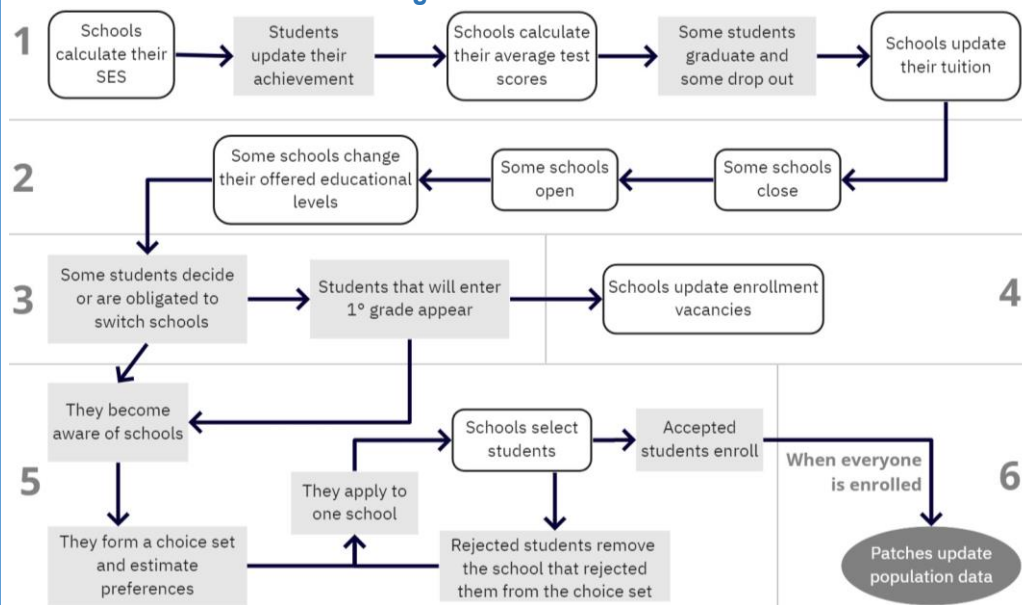 1
Schools
calculate their
SES
Students
update their
achievement
Schools calculate
their average test
scores
Some students
graduate and
some drop out
Schools update
their tuition
2
Some schools change
their offered educational
levels
Some schools
open
Some schools
close
3
Some students decide
or are obligated to
switch schools
Students that will enter
1° grade appear
Schools update enrollment
vacancies
4
5
They become
aware of schools
They form a choice set
and estimate
preferences
They apply to
one school
Schools select
students
Accepted
students enroll
Rejected students remove
the school that rejected
them from the choice set
When everyone
is enrolled
6
Patches update
population data